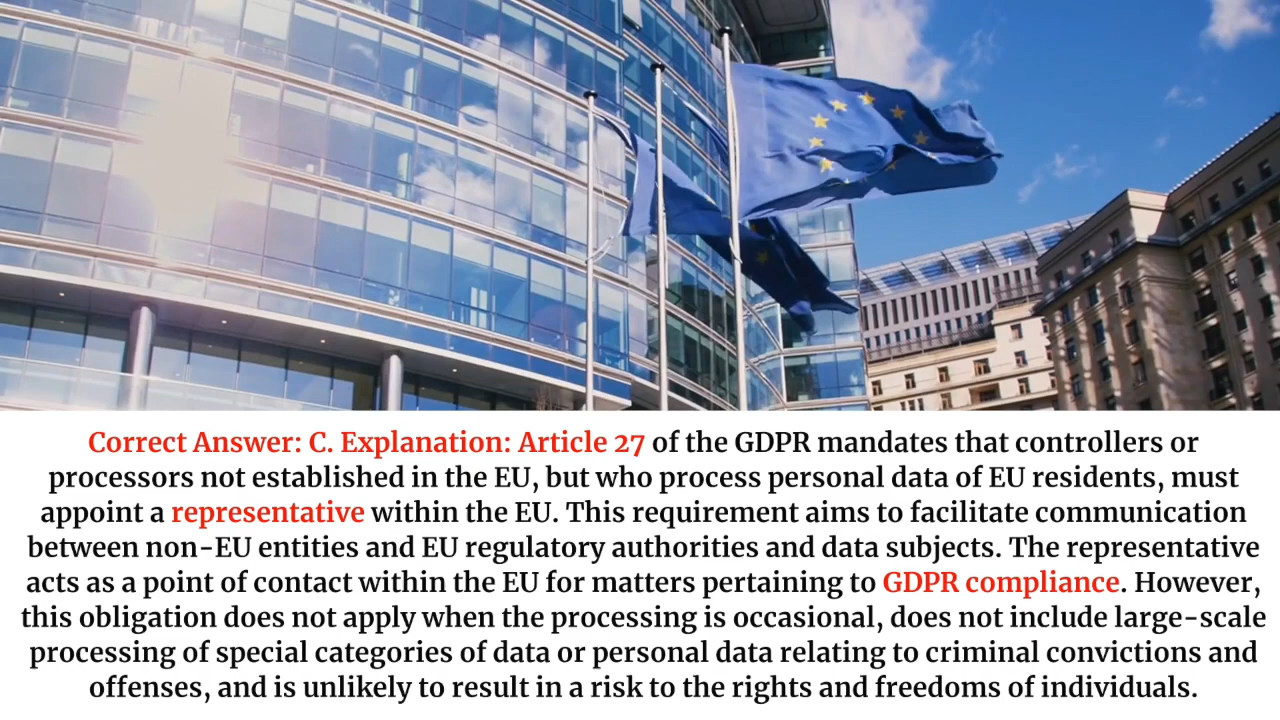 Correct Answer: C. Explanation: Article 27 of the GDPR mandates that controllers or
processors not established in the EU, but who process personal data of EU residents, must
appoint a representative within the EU. This requirement aims to facilitate communication
between non-EU entities and EU regulatory authorities and data subjects. The representative
acts as a point of contact within the EU for matters pertaining to GDPR compliance. However,
this obligation does not apply when the processing is occasional, does not include large-scale
processing of special categories of data or personal data relating to criminal convictions and
offenses, and is unlikely to result in a risk to the rights and freedoms of individuals.